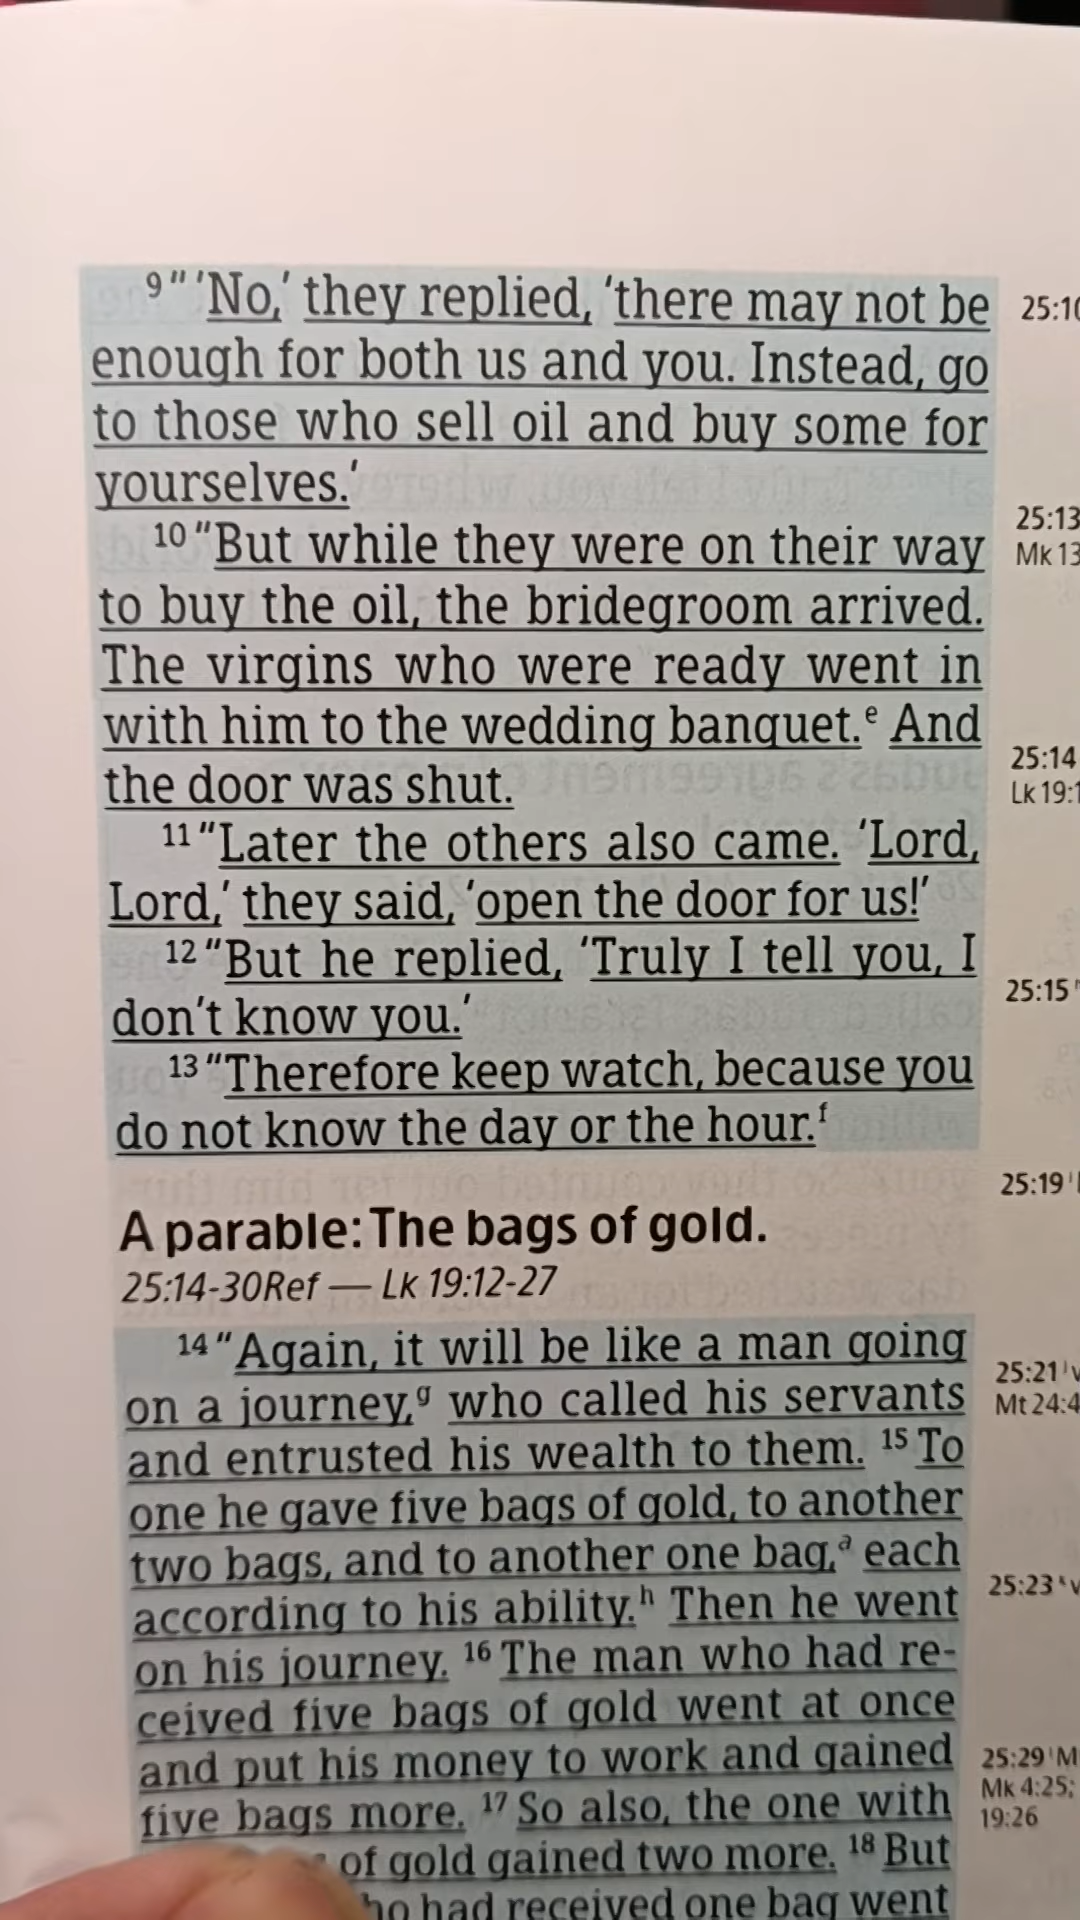 9 "'No,' they replied, 'there may not be
enough for both us and you. Instead, go
to those who sell oil and buy some for
yourselves.'
10 "But while they were on their way
to buy the oil, the bridegroom arrived.
The virgins who were ready went in
with him to the wedding banquet.e And
the door was shut.
11 "Later the others also came. 'Lord,
Lord,' they said, 'open the door for us!'
12 "But he replied, 'Truly I tell you, I
don't know you.'
13 "Therefore keep watch, because you
do not know the day or the hour.f
A parable: The bags of gold.
25:14-30Ref — Lk 19:12-27
14 "Again, it will be like a man going
on a journey,g who called his servants
and entrusted his wealth to them. 15 To
one he gave five bags of gold, to another
two bags, and to another one bag,a each
according to his ability.h Then he went
on his journey. 16 The man who had re-
ceived five bags of gold went at once
and put his money to work and gained
five bags more. 17 So also, the one with
of gold gained two more. 18 But
had received one bag went
25:13
Mk 13
25:14
25:15
25:19
25:21
25:23
25:29
Mk 4:25;
19:26